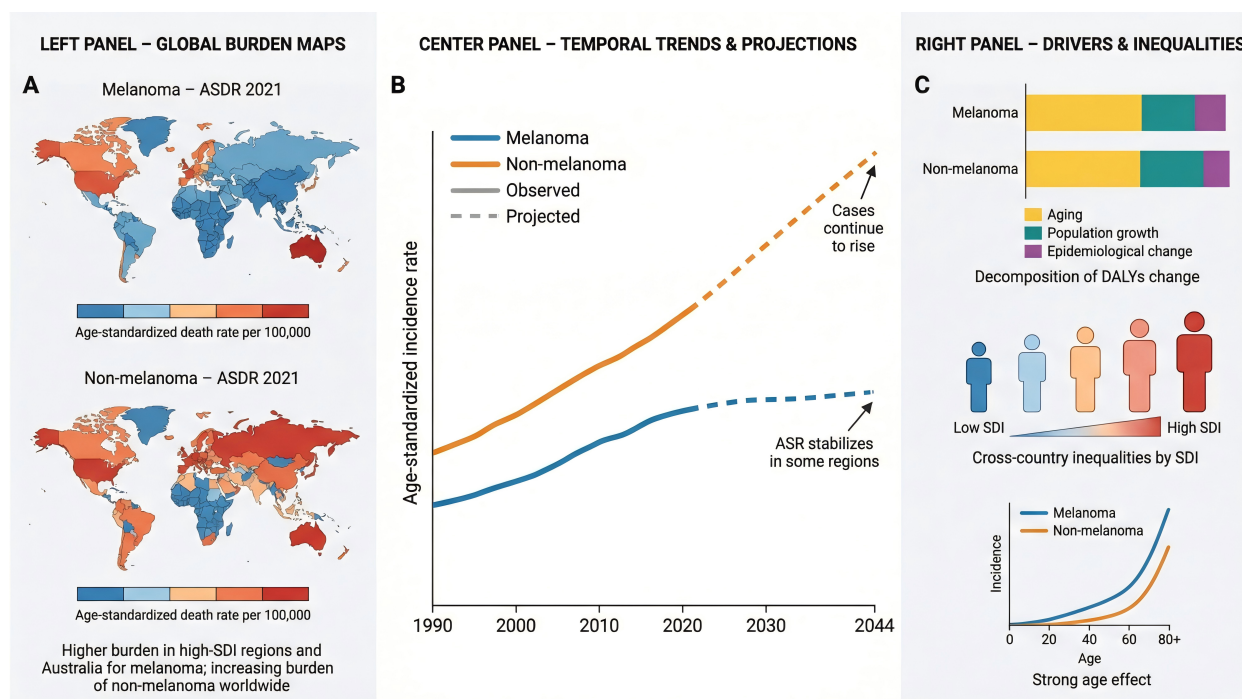 LEFT PANEL – GLOBAL BURDEN MAPS
A
Melanoma – ASDR 2021
Age-standardized death rate per 100,000
Non-melanoma – ASDR 2021
Age-standardized death rate per 100,000
Higher burden in high-SDI regions and
Australia for melanoma; increasing burden
of non-melanoma worldwide
CENTER PANEL – TEMPORAL TRENDS & PROJECTIONS
B
Melanoma
Non-melanoma
Observed
Projected
Age-standardized incidence rate
Cases
continue
to rise
ASR stabilizes
in some regions
1990 2000 2010 2020 2030 2044
RIGHT PANEL – DRIVERS & INEQUALITIES
C
Melanoma
Non-melanoma
Aging
Population growth
Epidemiological change
Decomposition of DALYs change
Low SDI High SDI
Cross-country inequalities by SDI
Melanoma
Non-melanoma
Incidence
0 20 40 60 80+
Age
Strong age effect